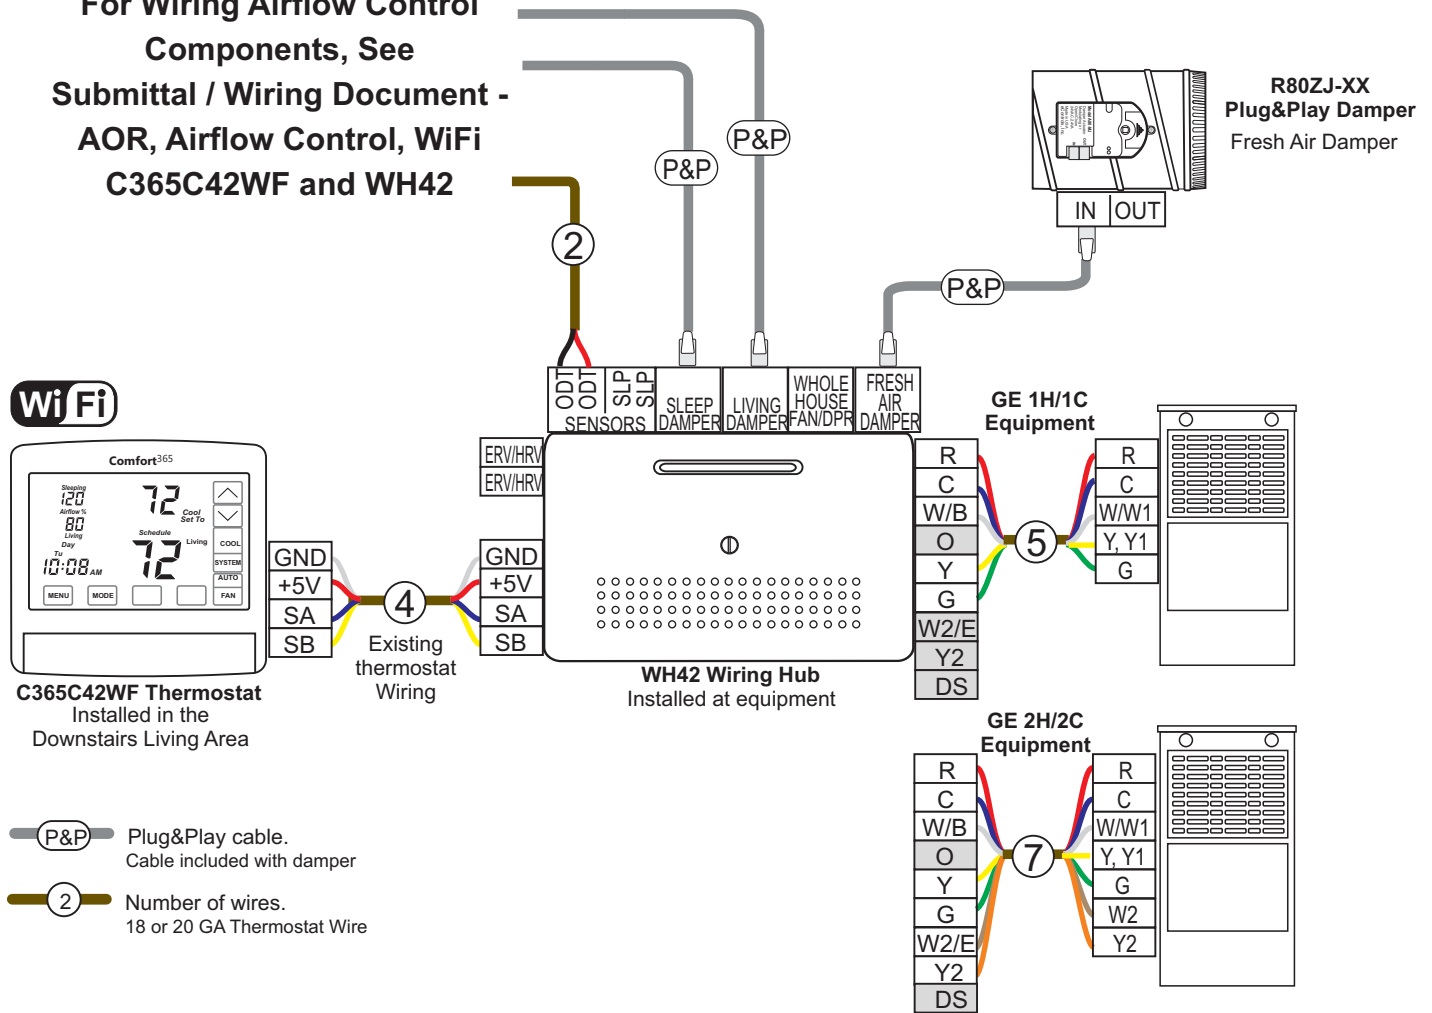 For Wiring Airflow Control
Components, See
Submittal / Wiring Document -
AOR, Airflow Control, WiFi
C365C42WF and WH42
P&P
P&P
2
R80ZJ-XX
Plug&Play Damper
Fresh Air Damper
IN OUT
P&P
ODT
ODT
SLP
SLP
SENSORS
SLEEP
DAMPER
LIVING
DAMPER
WHOLE
HOUSE
FAN/DPR
FRESH
AIR
DAMPER
ERV/HRV
ERV/HRV
WiFi
Comfort365
Sleeping
120
Airflow %
80
Living
Day
Tu
10:08 AM
72
Cool
Set To
Schedule
72
Living
COOL
SYSTEM
AUTO
FAN
MENU
MODE
GND
+5V
SA
SB
4
Existing
thermostat
Wiring
GND
+5V
SA
SB
C365C42WF Thermostat
Installed in the
Downstairs Living Area
WH42 Wiring Hub
Installed at equipment
GE 1H/1C
Equipment
R
C
W/B
O
Y
G
W2/E
Y2
DS
5
R
C
W/W1
Y, Y1
G
GE 2H/2C
Equipment
R
C
W/B
O
Y
G
W2/E
Y2
DS
7
R
C
W/W1
Y, Y1
G
W2
Y2
P&P
Plug&Play cable.
Cable included with damper
2
Number of wires.
18 or 20 GA Thermostat Wire